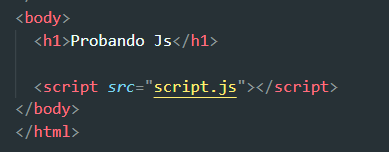 <body>
<h1>Probando Js</h1>
<script src="script.js"></script>
</body>
</html>